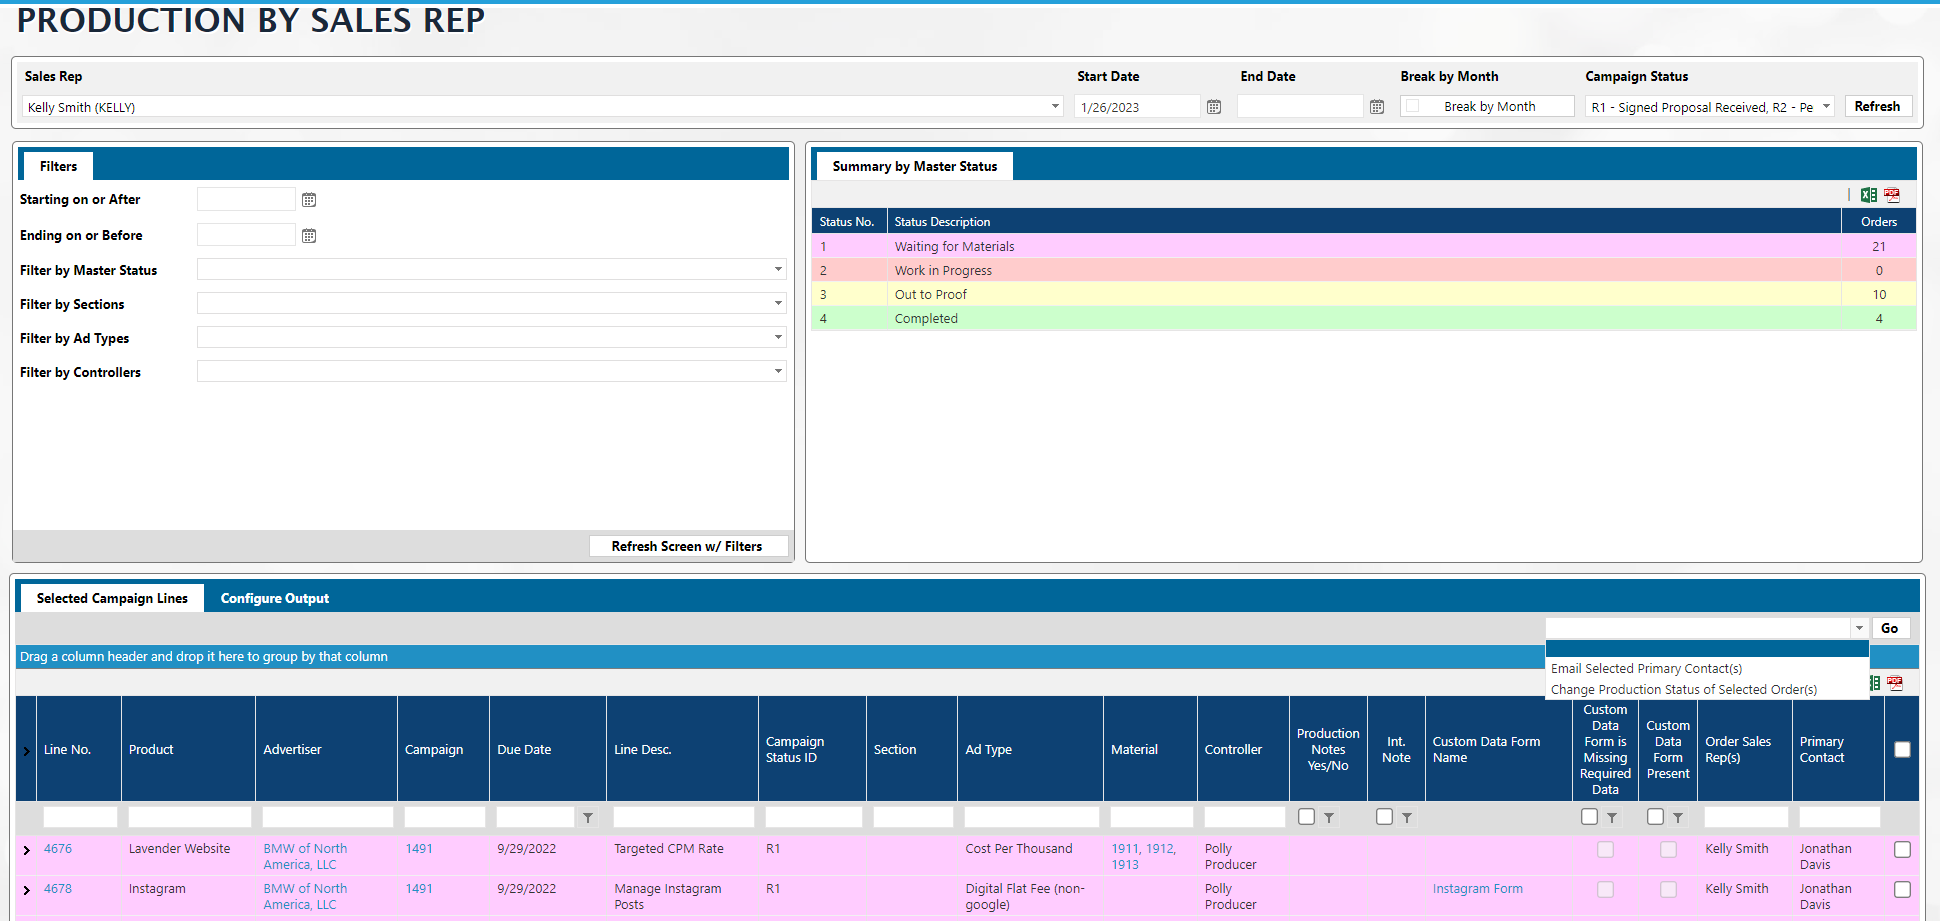 PRODUCTION BY SALES REP
Sales Rep
Start Date
End Date
Break by Month
Campaign Status
Kelly Smith (KELLY)
1/26/2023
Break by Month
R1 - Signed Proposal Received, R2 - Pe
Refresh
Filters
Starting on or After
Ending on or Before
Filter by Master Status
Filter by Sections
Filter by Ad Types
Filter by Controllers
Refresh Screen w/ Filters
Summary by Master Status
Status No. Status Description Orders
1 Waiting for Materials 21
2 Work in Progress 0
3 Out to Proof 10
4 Completed 4
Selected Campaign Lines
Configure Output
Go
Drag a column header and drop it here to group by that column
Email Selected Primary Contact(s)
Change Production Status of Selected Order(s)
Line No.
Product
Advertiser
Campaign
Due Date
Line Desc.
Campaign
Status ID
Section
Ad Type
Material
Controller
Production
Notes
Yes/No
Int.
Note
Custom Data Form
Name
Custom
Data
Form is
Missing
Required
Data
Custom
Data
Form
Present
Order Sales
Rep(s)
Primary
Contact
4676
Lavender Website
BMW of North
America, LLC
1491
9/29/2022
Targeted CPM Rate
R1
Cost Per Thousand
1911, 1912,
1913
Polly
Producer
Kelly Smith
Jonathan
Davis
4678
Instagram
BMW of North
America, LLC
1491
9/29/2022
Manage Instagram
Posts
R1
Digital Flat Fee (non-
google)
Polly
Producer
Instagram Form
Kelly Smith
Jonathan
Davis